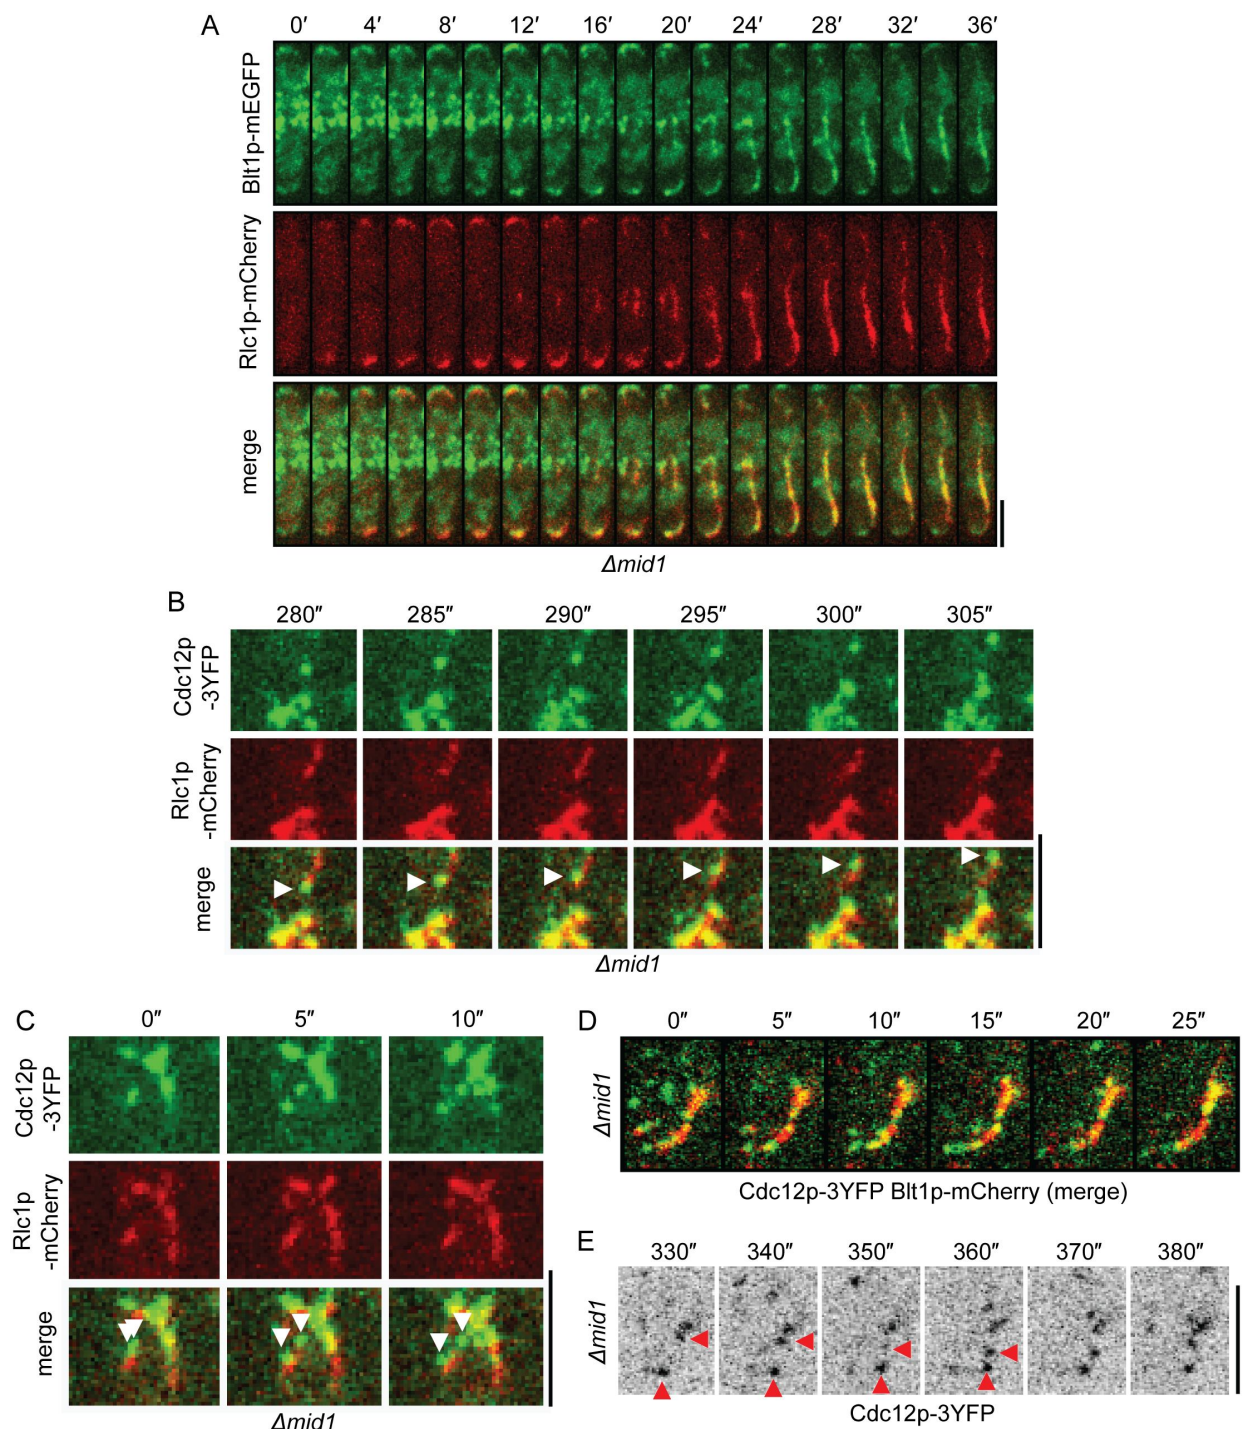 A
0′ 4′ 8′ 12′ 16′ 20′ 24′ 28′ 32′ 36′
Blt1p-mEGFP
Rlc1p-mCherry
merge
Δmid1
B
280″ 285″ 290″ 295″ 300″ 305″
Cdc12p
-3YFP
Rlc1p
-mCherry
merge
Δmid1
C
0″ 5″ 10″
Cdc12p
-3YFP
Rlc1p
-mCherry
merge
Δmid1
D
0″ 5″ 10″ 15″ 20″ 25″
Δmid1
Cdc12p-3YFP Blt1p-mCherry (merge)
E
330″ 340″ 350″ 360″ 370″ 380″
Δmid1
Cdc12p-3YFP